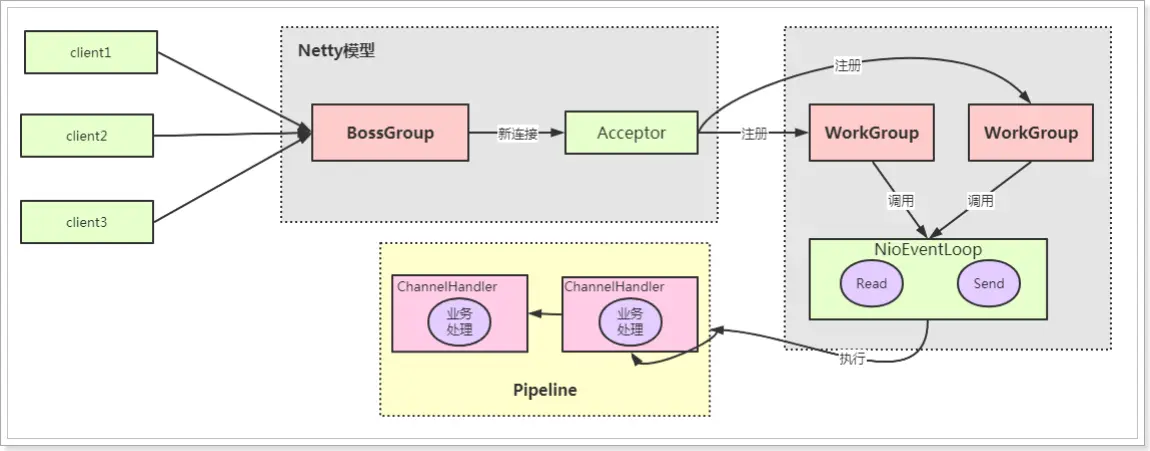 client1
client2
client3
Netty模型
BossGroup
新连接
Acceptor
注册
注册
WorkGroup
WorkGroup
调用
调用
NioEventLoop
Read
Send
执行
ChannelHandler
业务
处理
ChannelHandler
业务
处理
Pipeline